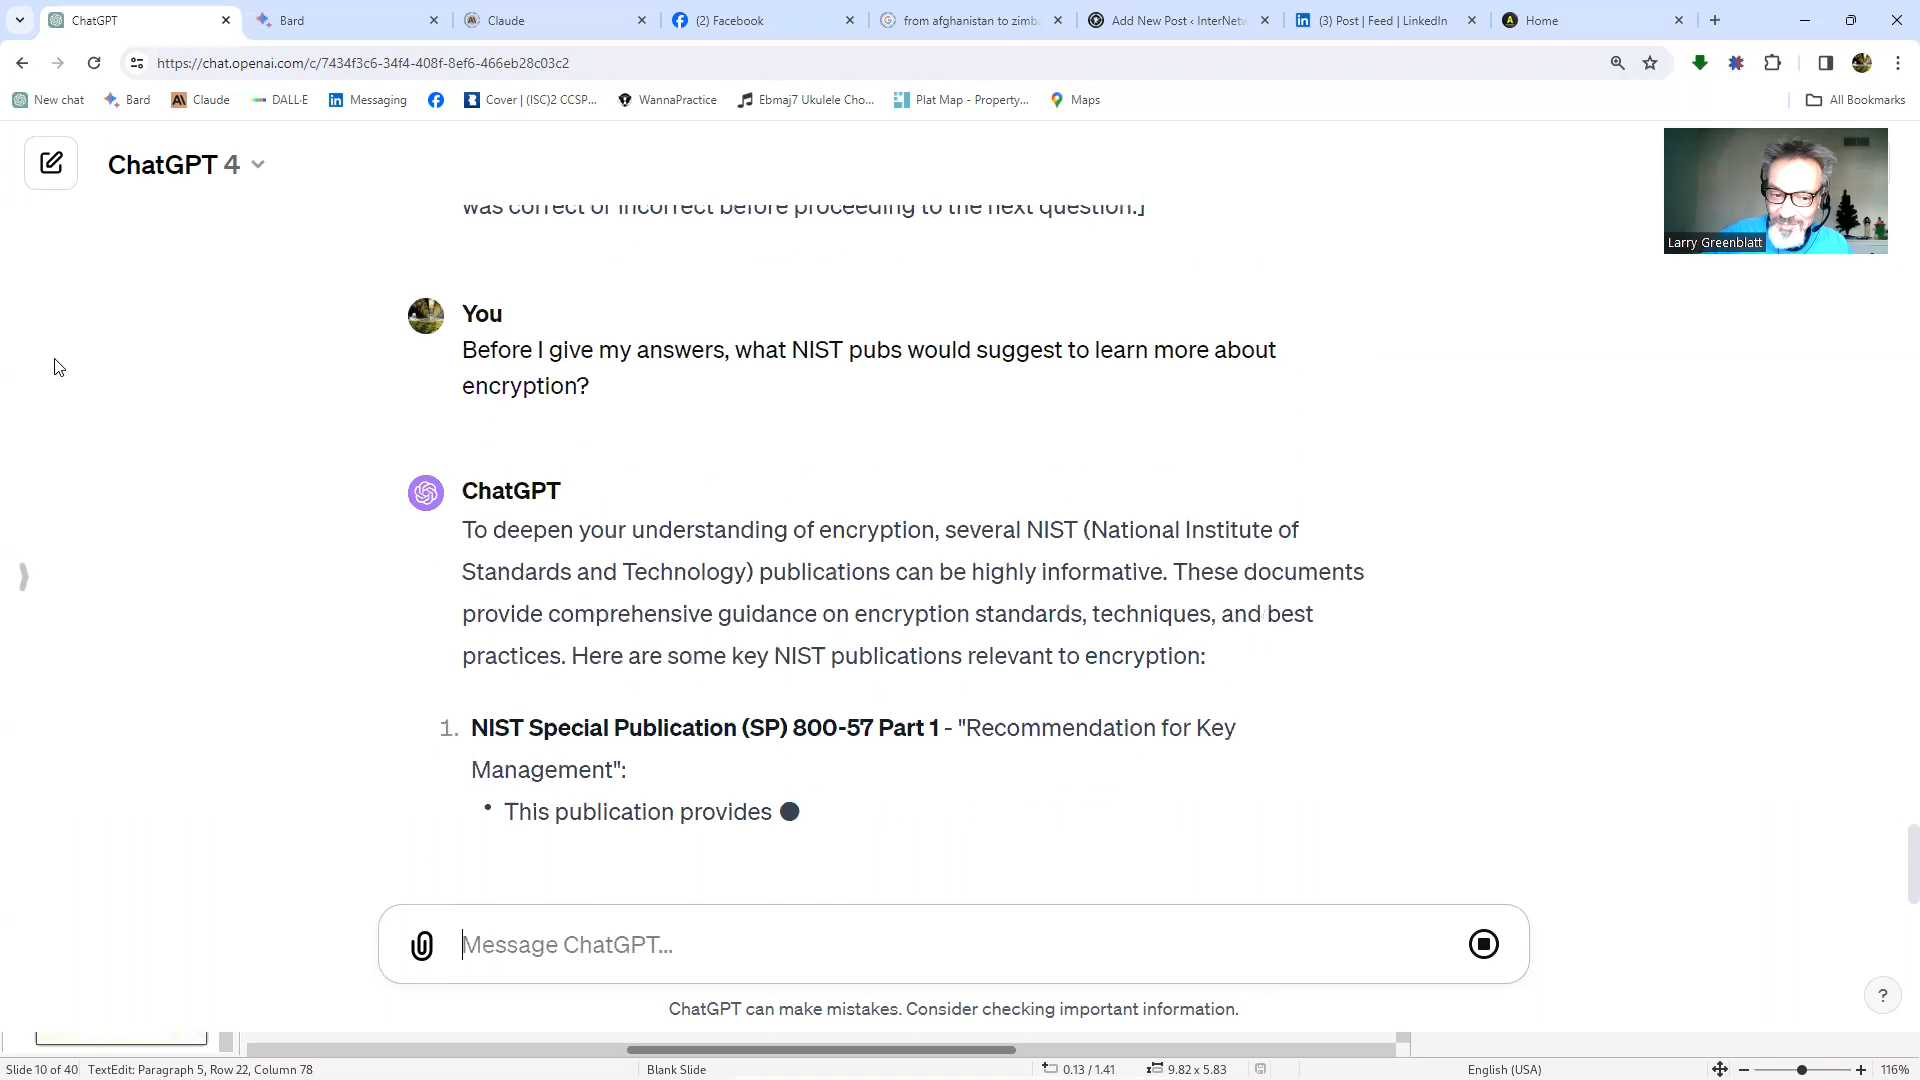 ChatGPT
Bard
Claude
(2) Facebook
from afghanistan to zimb
Add New Post ‹ InterNetw
(3) Post | Feed | LinkedIn
Home
https://chat.openai.com/c/7434f3c6-34f4-408f-8ef6-466eb28c03c2
New chat
Bard
Claude
DALL·E
Messaging
Cover | (ISC)2 CCSP...
WannaPractice
Ebmaj7 Ukulele Cho...
Plat Map - Property...
Maps
All Bookmarks
ChatGPT 4
Larry Greenblatt
was correct or incorrect before proceeding to the next question.]
You
Before I give my answers, what NIST pubs would suggest to learn more about
encryption?
ChatGPT
To deepen your understanding of encryption, several NIST (National Institute of
Standards and Technology) publications can be highly informative. These documents
provide comprehensive guidance on encryption standards, techniques, and best
practices. Here are some key NIST publications relevant to encryption:
1. NIST Special Publication (SP) 800-57 Part 1 - "Recommendation for Key
Management":
• This publication provides
Message ChatGPT...
ChatGPT can make mistakes. Consider checking important information.
?
Slide 10 of 40 TextEdit: Paragraph 5, Row 22, Column 78
Blank Slide
0.13 / 1.41
9.82 x 5.83
English (USA)
116%